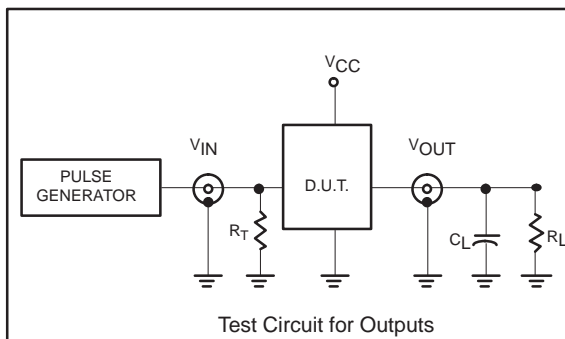 VCC
VIN
VOUT
PULSE
GENERATOR
D.U.T.
RT
CL
RL
Test Circuit for Outputs